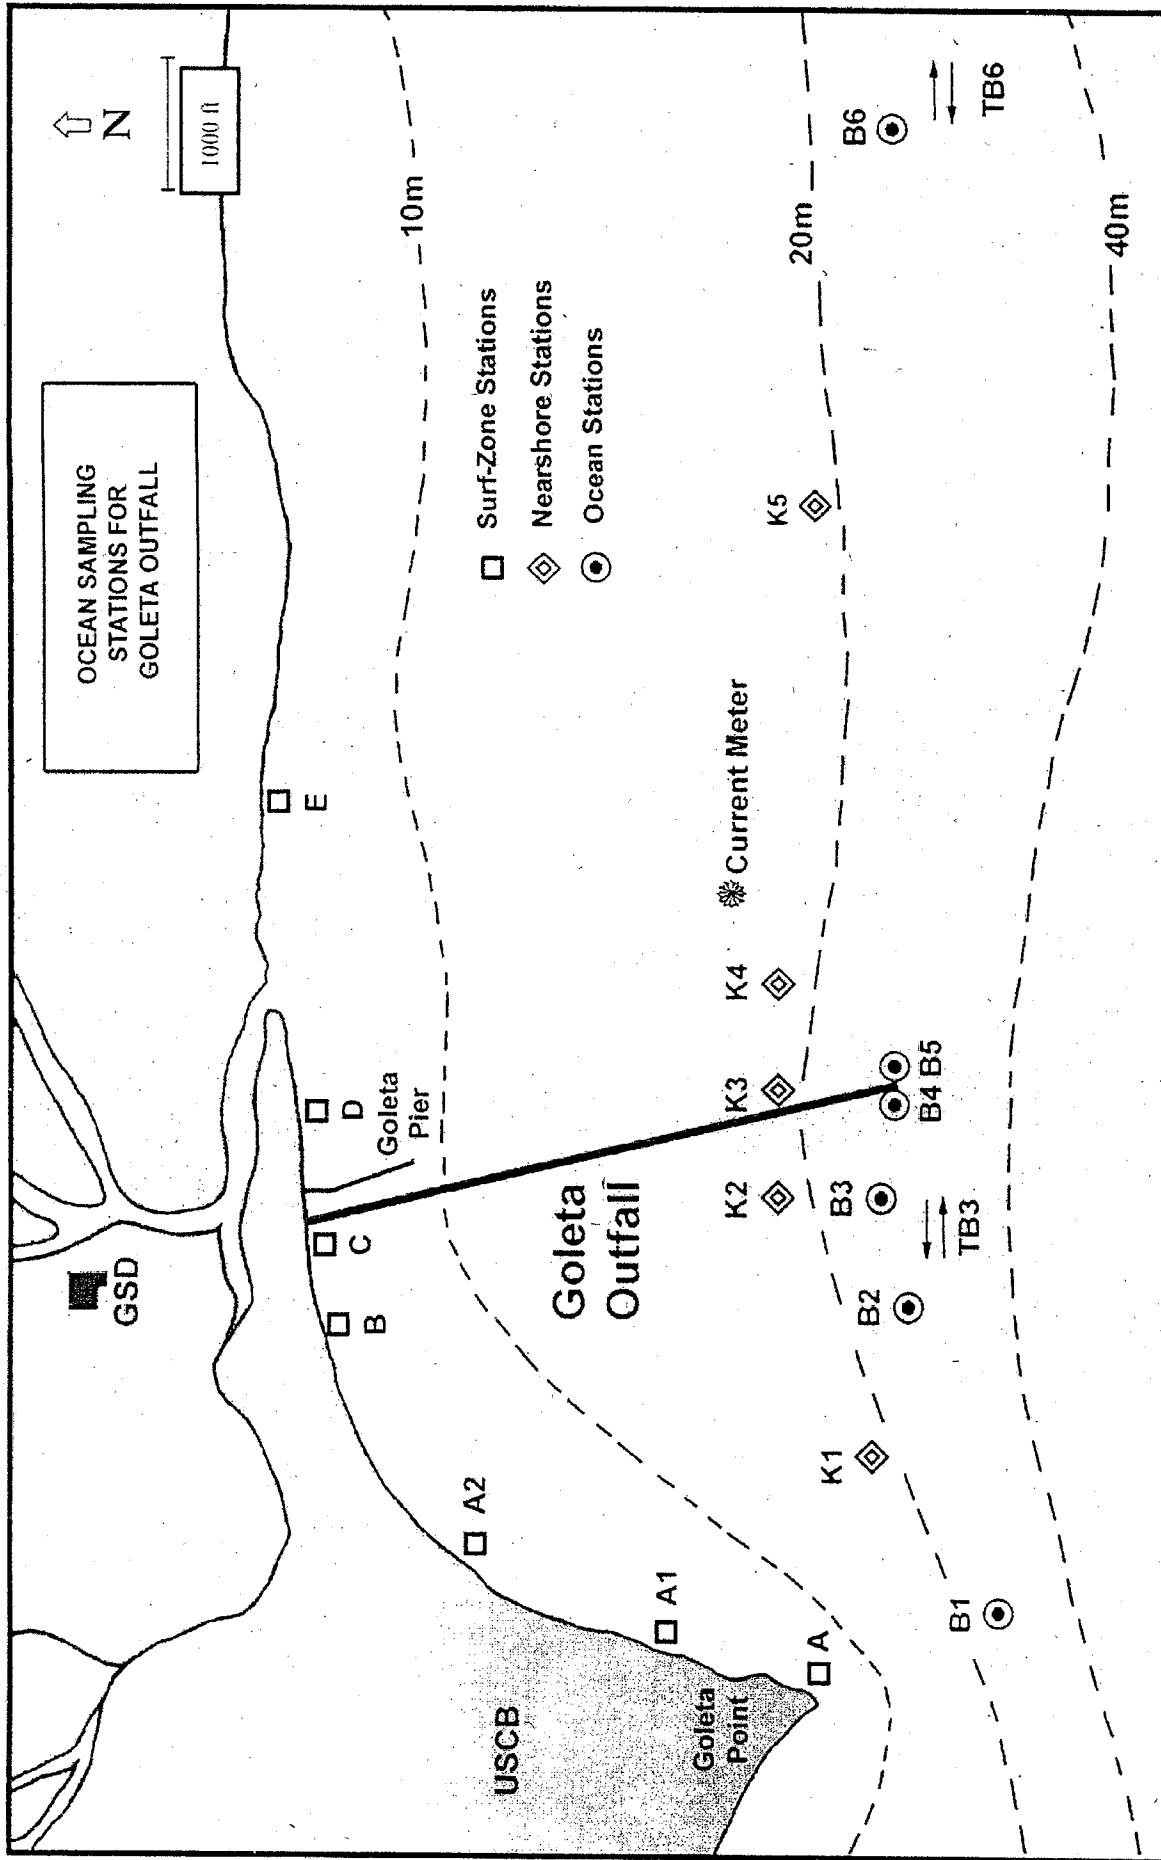 OCEAN SAMPLING
STATIONS FOR
GOLETA OUTFALL
N
1000 ft
GSD
USCB
Goleta
Point
A
A1
A2
B
C
D
E
Goleta
Pier
10m
Surf-Zone Stations
Nearshore Stations
Ocean Stations
Goleta
Outfall
Current Meter
K1
K2
K3
K4
K5
20m
B1
B2
B3
B4
B5
B6
TB3
TB6
40m